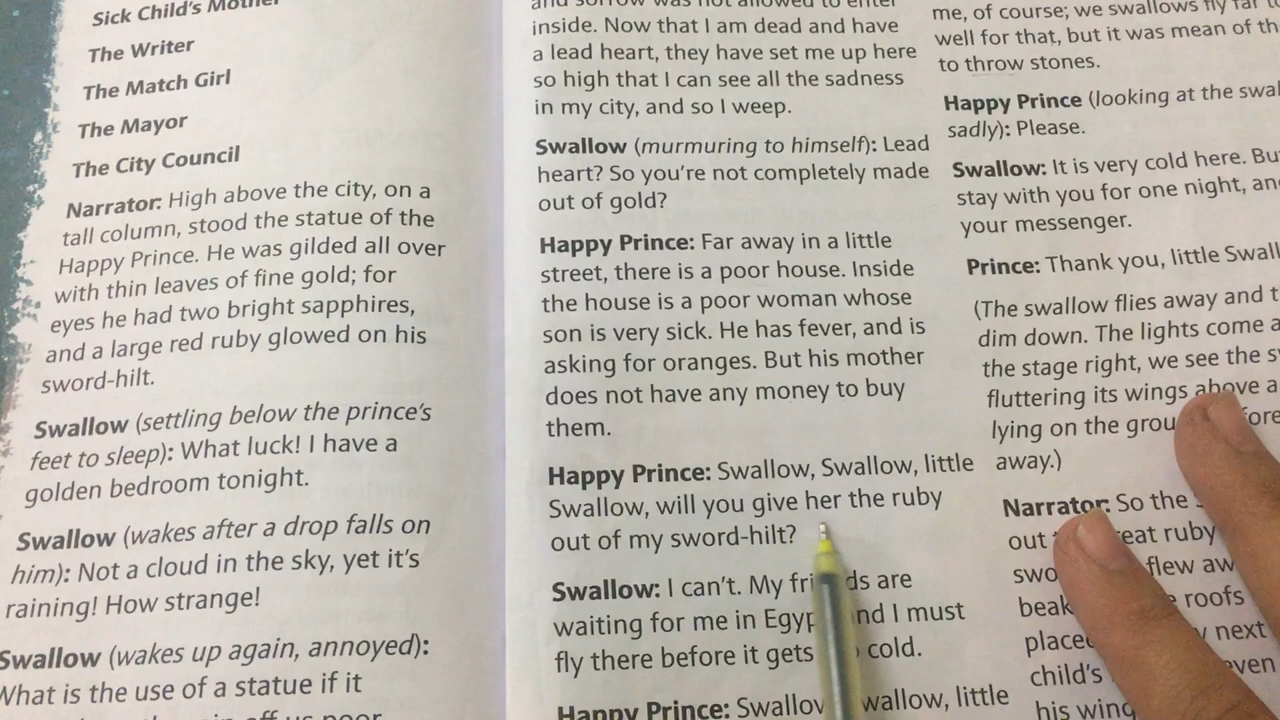 Sick Child's Mother
The Writer
The Match Girl
The Mayor
The City Council
Narrator: High above the city, on a
tall column, stood the statue of the
Happy Prince. He was gilded all over
with thin leaves of fine gold; for
eyes he had two bright sapphires,
and a large red ruby glowed on his
sword-hilt.
Swallow (settling below the prince's
feet to sleep): What luck! I have a
golden bedroom tonight.
Swallow (wakes after a drop falls on
him): Not a cloud in the sky, yet it's
raining! How strange!
Swallow (wakes up again, annoyed):
What is the use of a statue if it
and sorrow was not allowed to enter
inside. Now that I am dead and have
a lead heart, they have set me up here
so high that I can see all the sadness
in my city, and so I weep.
Swallow (murmuring to himself): Lead
heart? So you're not completely made
out of gold?
Happy Prince: Far away in a little
street, there is a poor house. Inside
the house is a poor woman whose
son is very sick. He has fever, and is
asking for oranges. But his mother
does not have any money to buy
them.
Happy Prince: Swallow, Swallow, little
Swallow, will you give her the ruby
out of my sword-hilt?
Swallow: I can't. My are
waiting for me in and I must
fly there before it gets cold.
Happy Prince: little
me, of course; we swallows fly far
well for that, but it was mean of
to throw stones.
Happy Prince (looking at the
sadly): Please.
Swallow: It is very cold here.
stay with you for one night,
your messenger.
Prince: Thank you, little
(The swallow flies away and
dim down. The lights come
the stage right, we see the
fluttering its wings above a
lying on the
away.)
Narrator: So the
out ruby
flew
roofs
next
child's
his